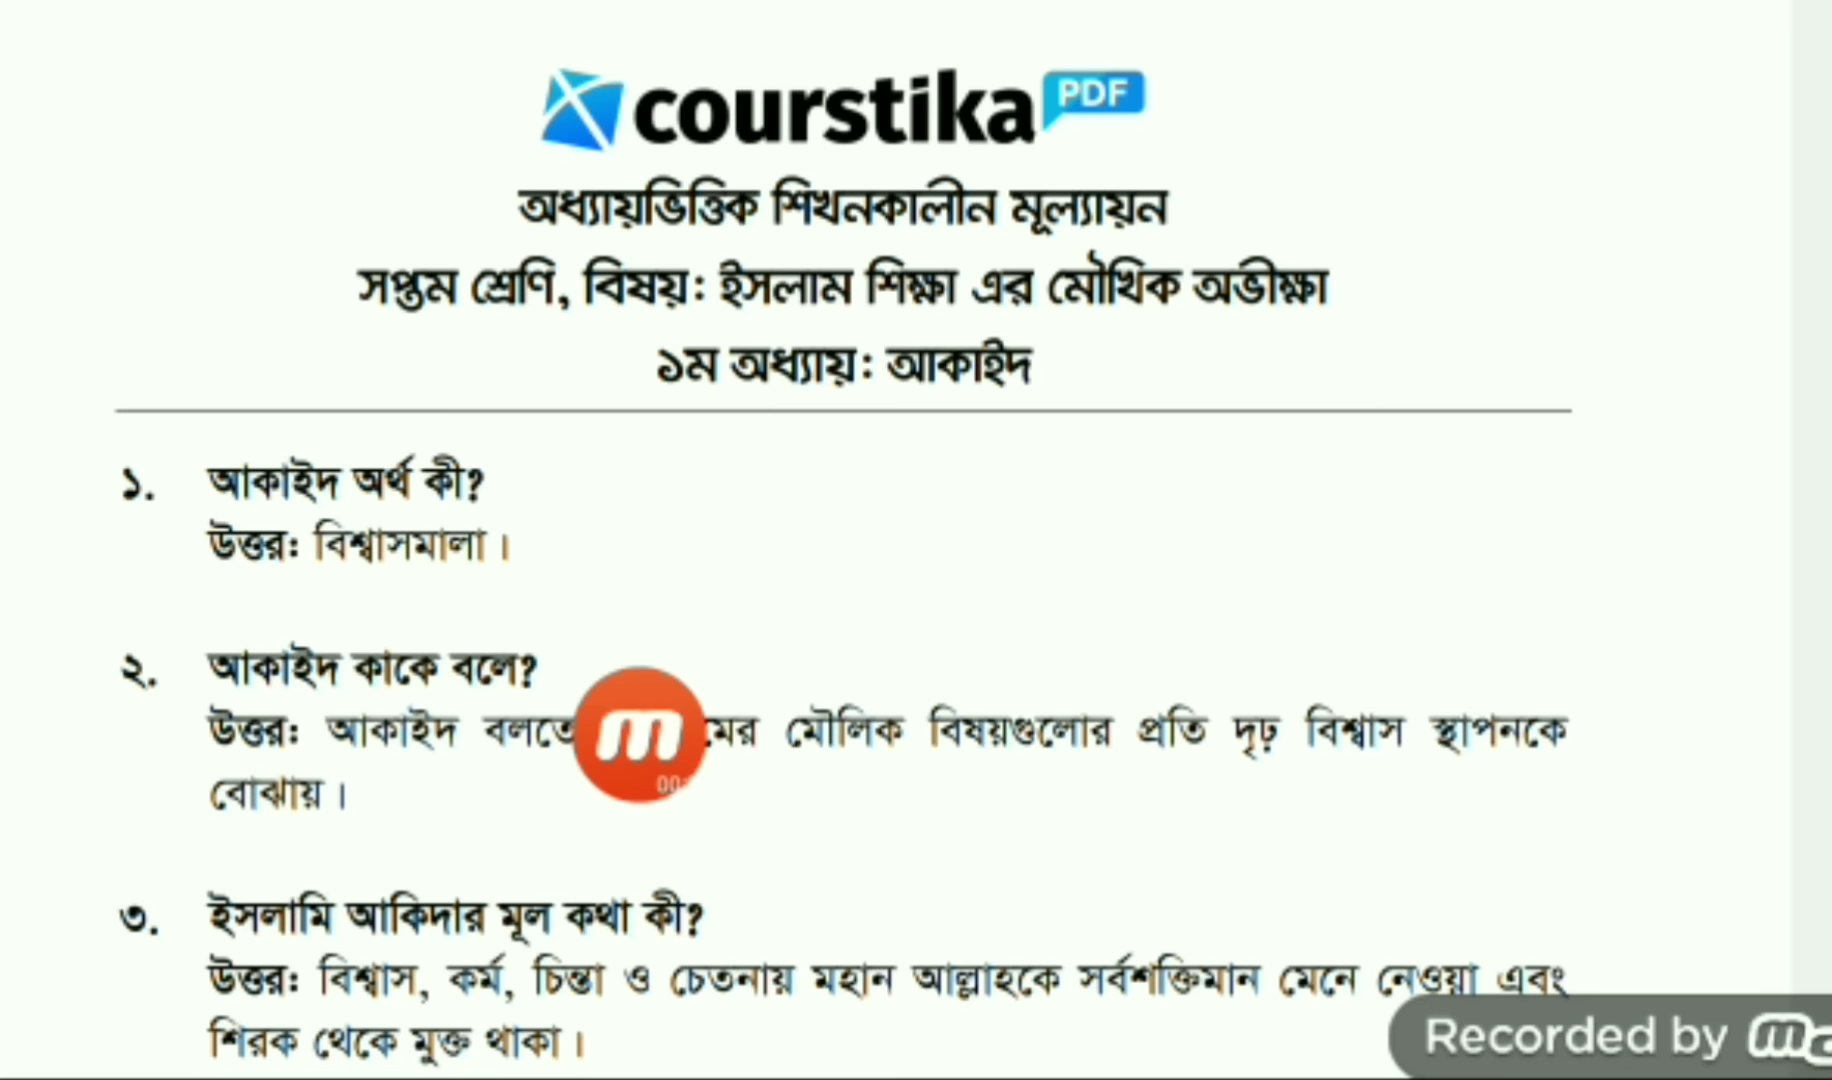 courstika PDF
অধ্যায়ভিত্তিক শিখনকালীন মূল্যায়ন
সপ্তম শ্রেণি, বিষয়: ইসলাম শিক্ষা এর মৌখিক অভীক্ষা
১ম অধ্যায়: আকাইদ
১. আকাইদ অর্থ কী?
উত্তর: বিশ্বাসমালা।
২. আকাইদ কাকে বলে?
উত্তর: আকাইদ বলতে মৌলিক বিষয়গুলোর প্রতি দৃঢ় বিশ্বাস স্থাপনকে
বোঝায়।
৩. ইসলামি আকিদার মূল কথা কী?
উত্তর: বিশ্বাস, কর্ম, চিন্তা ও চেতনায় মহান আল্লাহকে সর্বশক্তিমান মেনে নেওয়া এবং
শিরক থেকে মুক্ত থাকা।
Recorded by